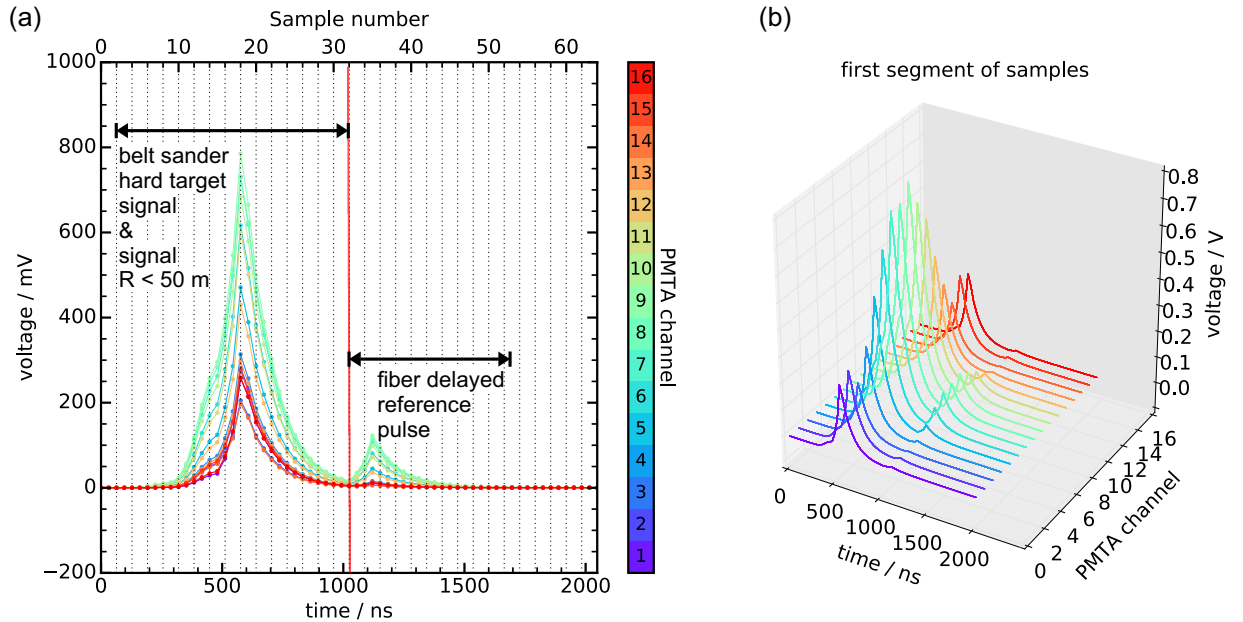 (a)
Sample number
0 10 20 30 40 50 60
1000
800
600
400
200
0
−200
voltage / mV
belt sander
hard target
signal
&
signal
R < 50 m
fiber delayed
reference
pulse
0 500 1000 1500 2000
time / ns
16
15
14
13
12
11
10
9
8
7
6
5
4
3
2
1
PMTA channel
(b)
first segment of samples
0.8
0.7
0.6
0.5
0.4
0.3
0.2
0.1
0.0
voltage / V
0 500 1000 1500 2000
time / ns
0 2 4 6 8 10 12 14 16
PMTA channel